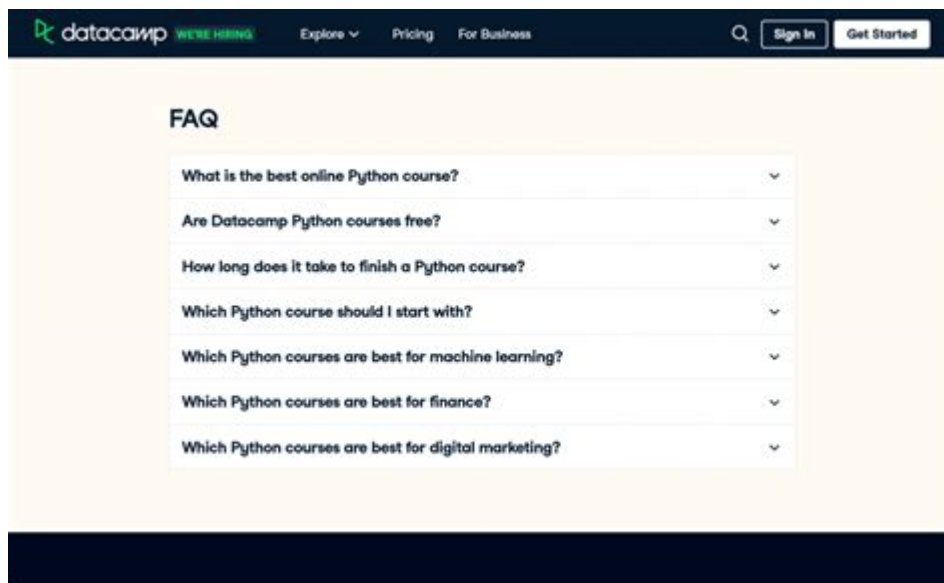 datacamp WE'RE HIRING Explore Pricing For Business Sign In Get Started
FAQ
What is the best online Python course?
Are Datacamp Python courses free?
How long does it take to finish a Python course?
Which Python course should I start with?
Which Python courses are best for machine learning?
Which Python courses are best for finance?
Which Python courses are best for digital marketing?